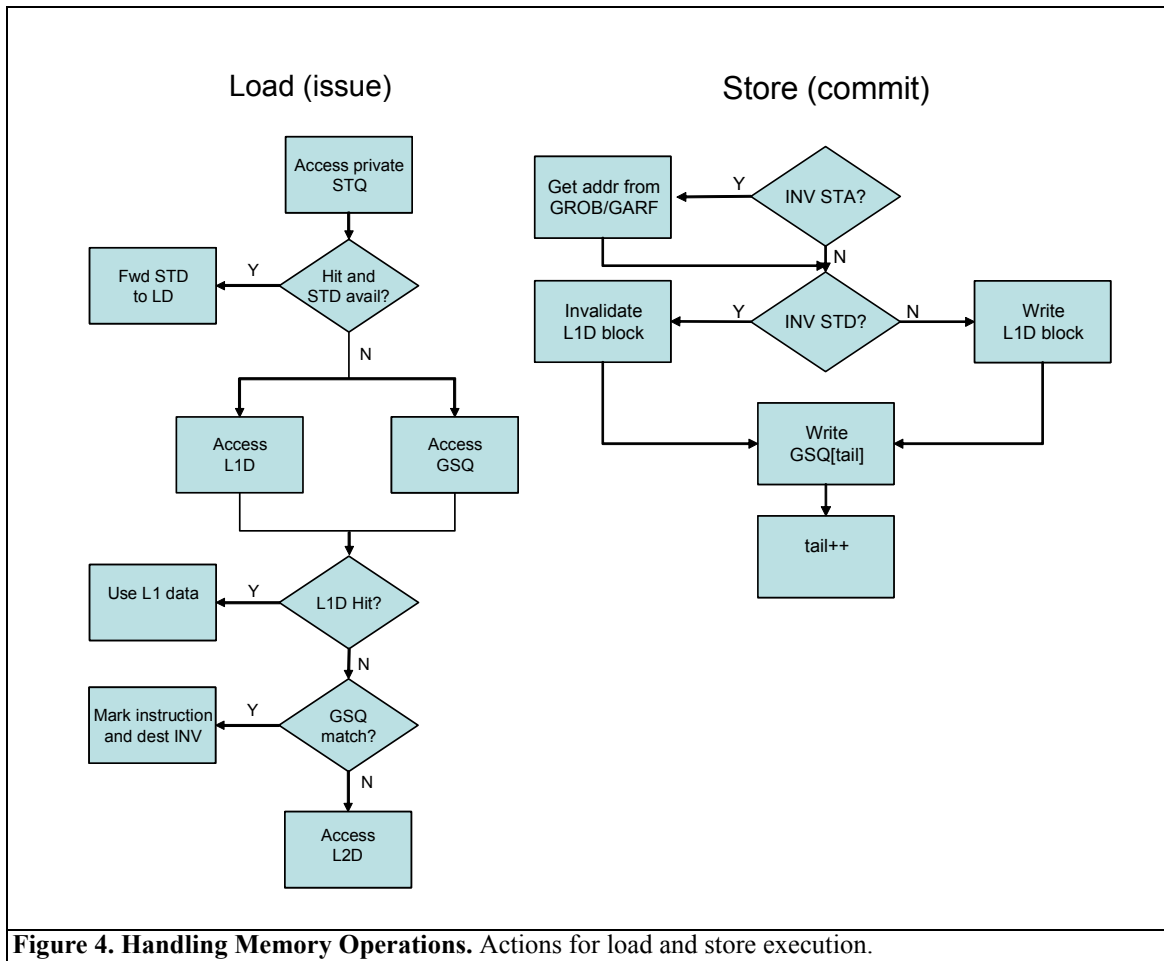 Load (issue)
Access private
STQ
Hit and
STD avail?
Y
Fwd STD
to LD
N
Access
L1D
Access
GSQ
L1D Hit?
Y
Use L1 data
N
GSQ
match?
Y
Mark instruction
and dest INV
N
Access
L2D
Store (commit)
INV STA?
Y
Get addr from
GROB/GARF
N
INV STD?
Y
Invalidate
L1D block
N
Write
L1D block
Write
GSQ[tail]
tail++
Figure 4. Handling Memory Operations. Actions for load and store execution.